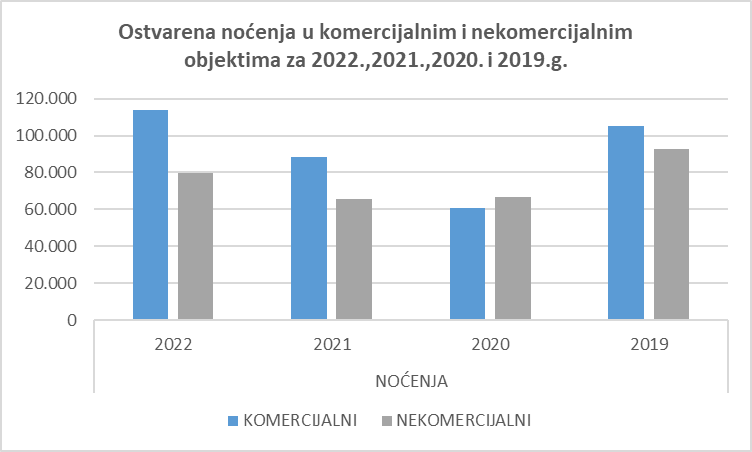 Ostvarena noćenja u komercijalnim i nekomercijalnim
objektima za 2022.,2021.,2020. i 2019.g.
120.000
100.000
80.000
60.000
40.000
20.000
0
2022 2021 2020 2019
NOĆENJA
KOMERCIJALNI NEKOMERCIJALNI